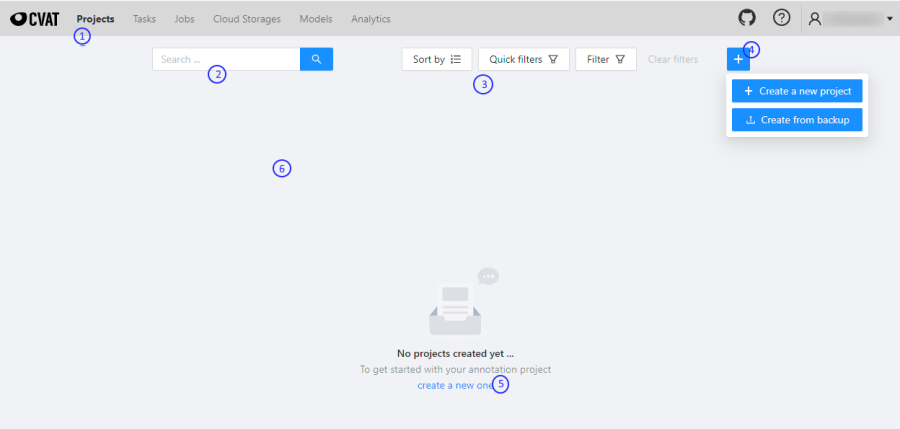 CVAT Projects Tasks Jobs Cloud Storages Models Analytics
1
Search ... Sort by Quick filters Filter Clear filters +
2
3
4
+ Create a new project
Create from backup
6
No projects created yet ...
To get started with your annotation project
create a new one
5